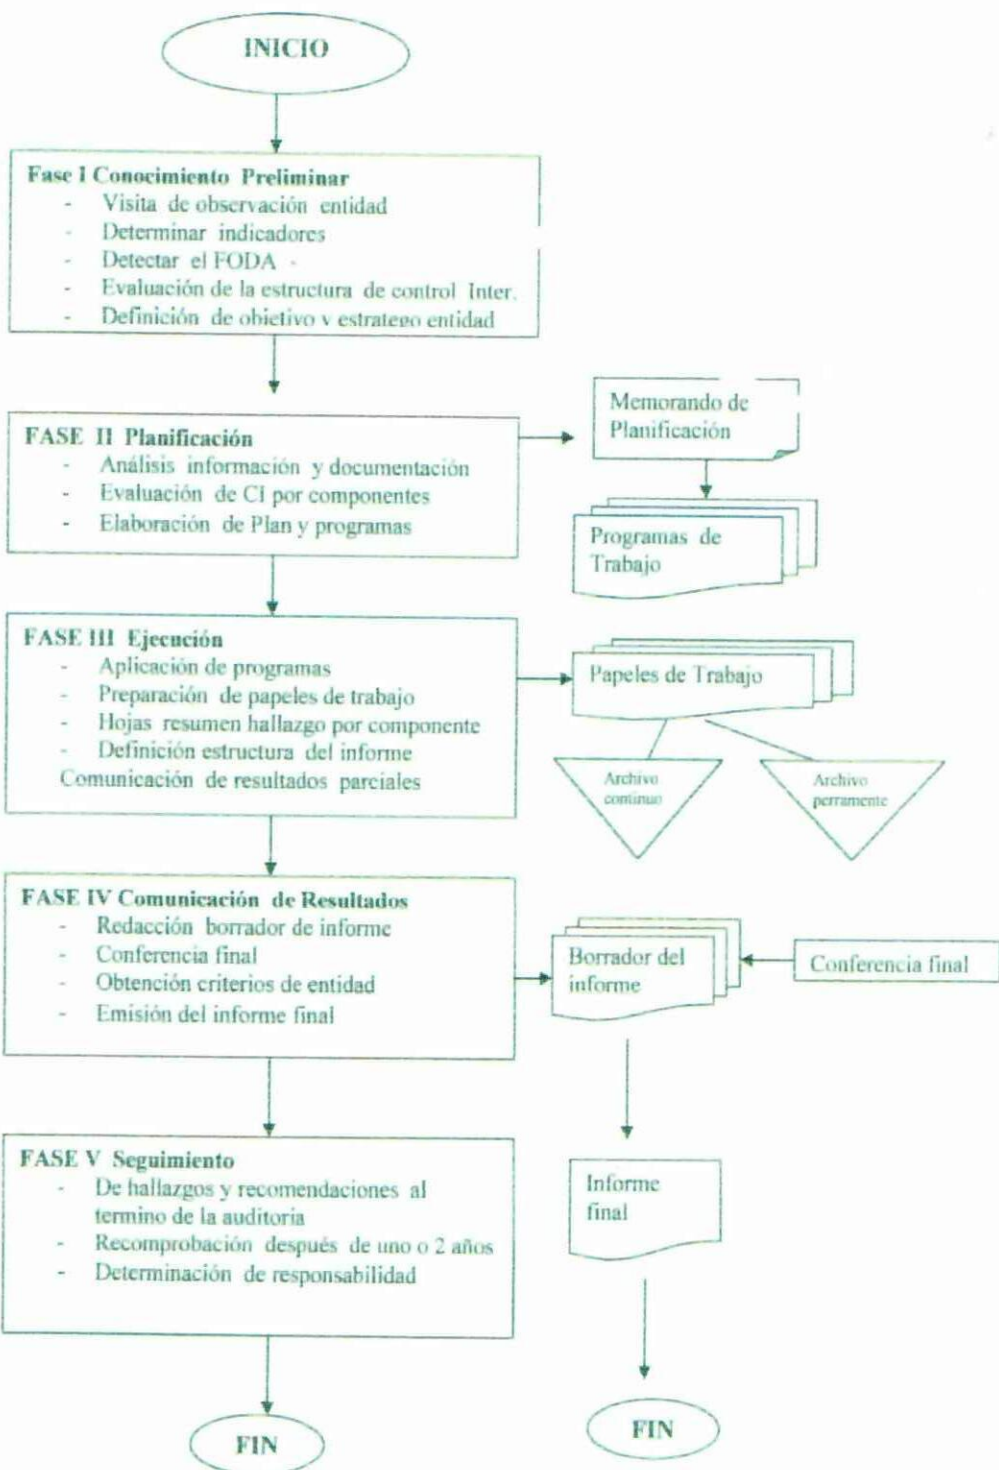 INICIO
Fase I Conocimiento Preliminar
- Visita de observación entidad
- Determinar indicadores
- Detectar el FODA -
- Evaluación de la estructura de control Inter.
- Definición de objetivo y estratego entidad
FASE II Planificación
- Análisis información y documentación
- Evaluación de CI por componentes
- Elaboración de Plan y programas
Memorando de
Planificación
Programas de
Trabajo
FASE III Ejecución
- Aplicación de programas
- Preparación de papeles de trabajo
- Hojas resumen hallazgo por componente
- Definición estructura del informe
Comunicación de resultados parciales
Papeles de Trabajo
Archivo
continuo
Archivo
perramente
FASE IV Comunicación de Resultados
- Redacción borrador de informe
- Conferencia final
- Obtención criterios de entidad
- Emisión del informe final
Borrador del
informe
Conferencia final
FASE V Seguimiento
- De hallazgos y recomendaciones al
termino de la auditoria
- Recomprobación después de uno o 2 años
- Determinación de responsabilidad
Informe
final
FIN
FIN